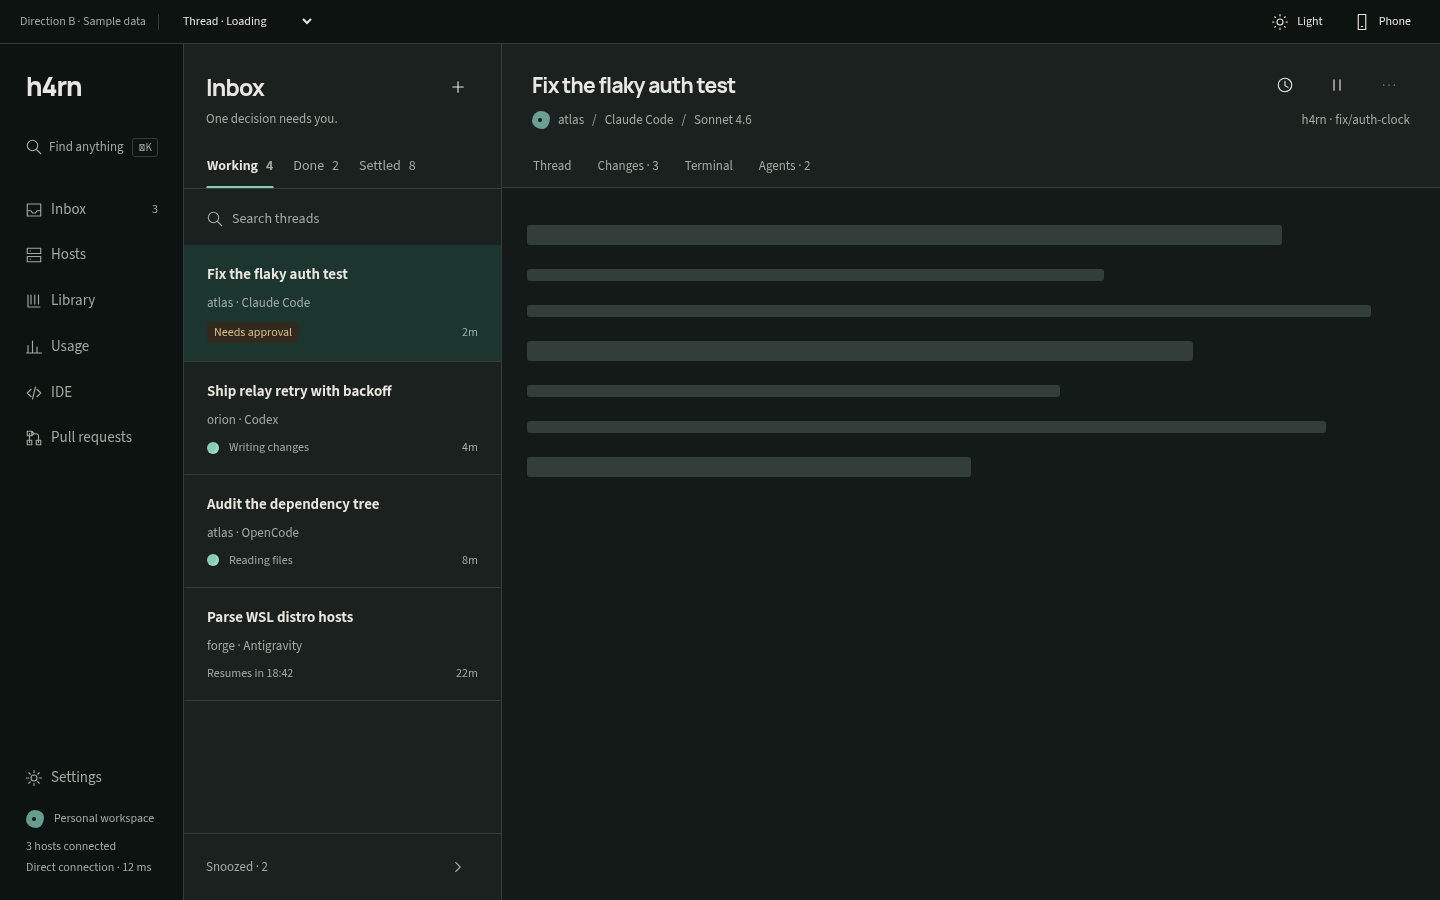 Direction B · Sample data
Thread · Loading
Light
Phone
h4rn
Find anything
K
Inbox 3
Hosts
Library
Usage
IDE
Pull requests
Settings
Personal workspace
3 hosts connected
Direct connection · 12 ms
Inbox
One decision needs you.
Working 4 Done 2 Settled 8
Search threads
Fix the flaky auth test
atlas · Claude Code
Needs approval 2m
Ship relay retry with backoff
orion · Codex
Writing changes 4m
Audit the dependency tree
atlas · OpenCode
Reading files 8m
Parse WSL distro hosts
forge · Antigravity
Resumes in 18:42 22m
Snoozed · 2
Fix the flaky auth test
atlas / Claude Code / Sonnet 4.6
h4rn · fix/auth-clock
Thread Changes · 3 Terminal Agents · 2